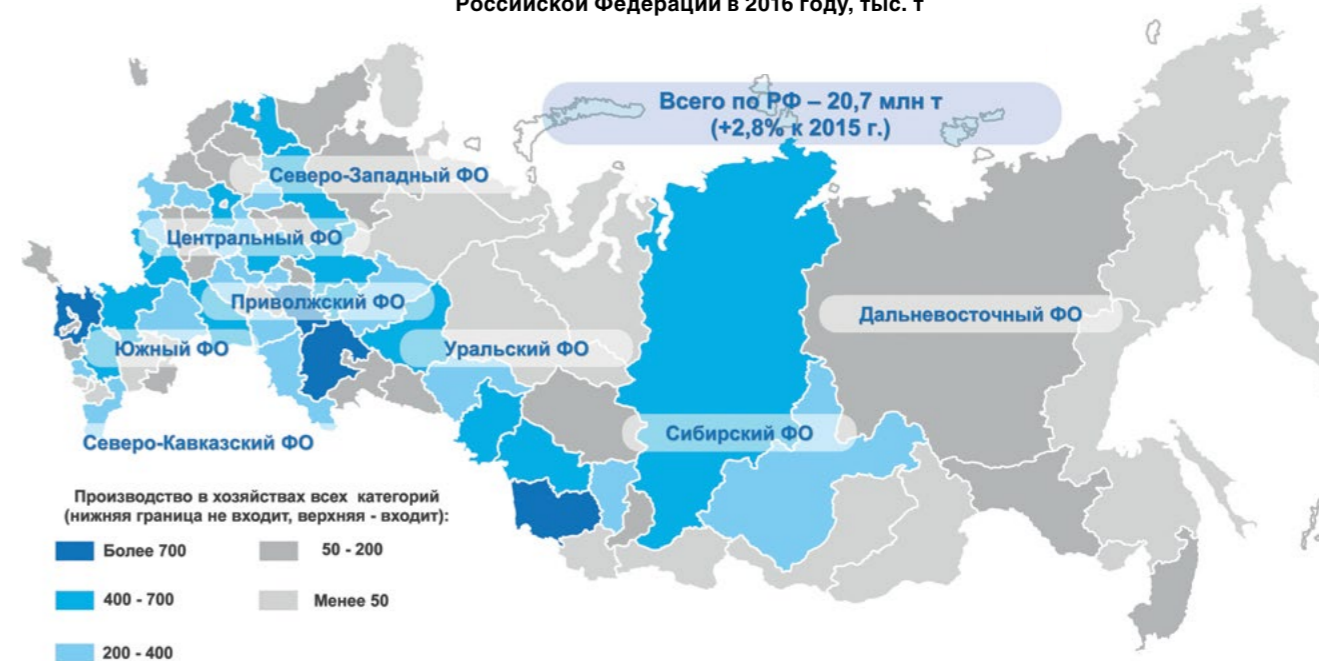 Российской Федерации в 2016 году, тыс. т
Всего по РФ – 20,7 млн т
(+2,8% к 2015 г.)
Северо-Западный ФО
Центральный ФО
Приволжский ФО
Дальневосточный ФО
Южный ФО
Уральский ФО
Сибирский ФО
Северо-Кавказский ФО
Производство в хозяйствах всех категорий
(нижняя граница не входит, верхняя - входит):
Более 700
50 - 200
400 - 700
Менее 50
200 - 400